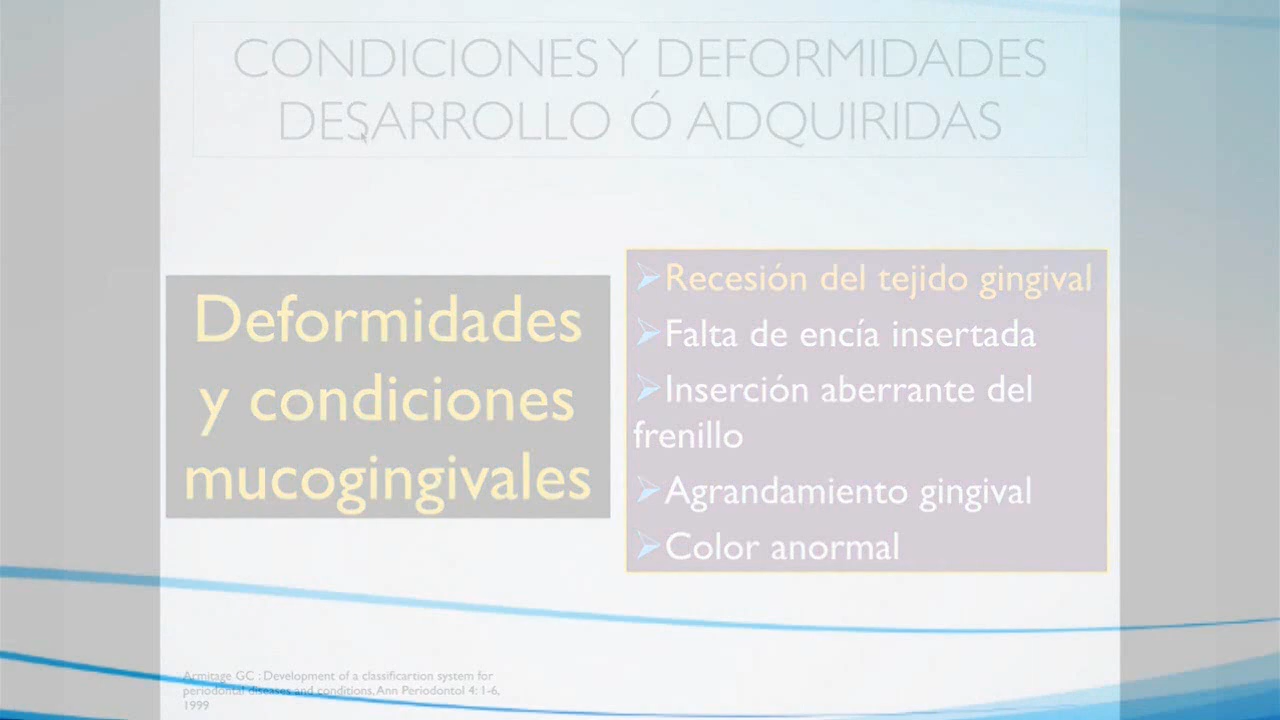 CONDICIONES Y DEFORMIDADES
DESARROLLO Ó ADQUIRIDAS
Deformidades
y condiciones
mucogingivales
Recesión del tejido gingival
Falta de encía insertada
Inserción aberrante del
frenillo
Agrandamiento gingival
Color anormal
Armitage GC : Development of a classificartion system for
periodontal diseases and conditions, Ann Periodontol 4: 1-6,
1999